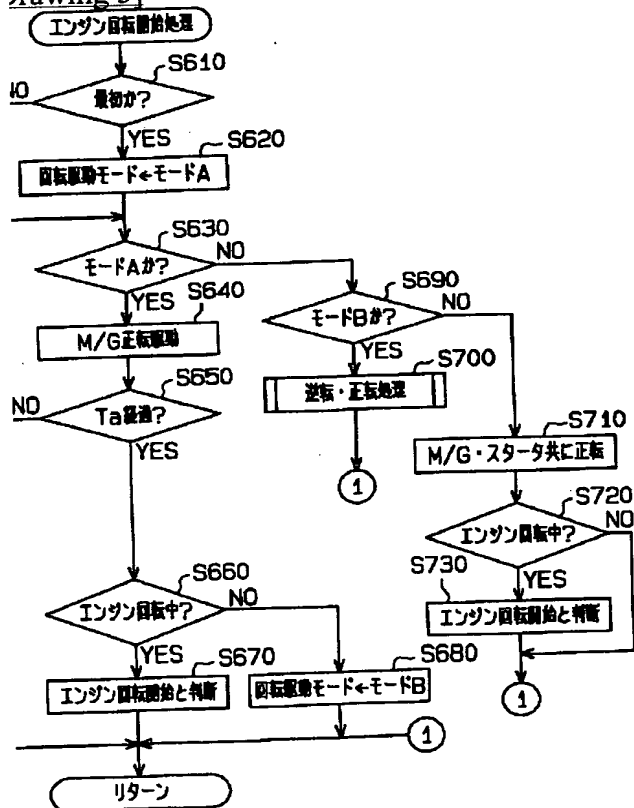 エンジン回転開始処理
S610
最初か?
NO
YES
S620
回転駆動モード←モードA
S630
モードAか?
NO
YES
S640
M/G正転駆動
S650
Ta経過?
NO
YES
S660
エンジン回転中?
NO
YES
S670
エンジン回転開始と判断
S680
回転駆動モード←モードB
1
リターン
S690
モードBか?
NO
YES
S700
逆転・正転処理
1
S710
M/G・スタータ共に正転
S720
エンジン回転中?
NO
YES
S730
エンジン回転開始と判断
1